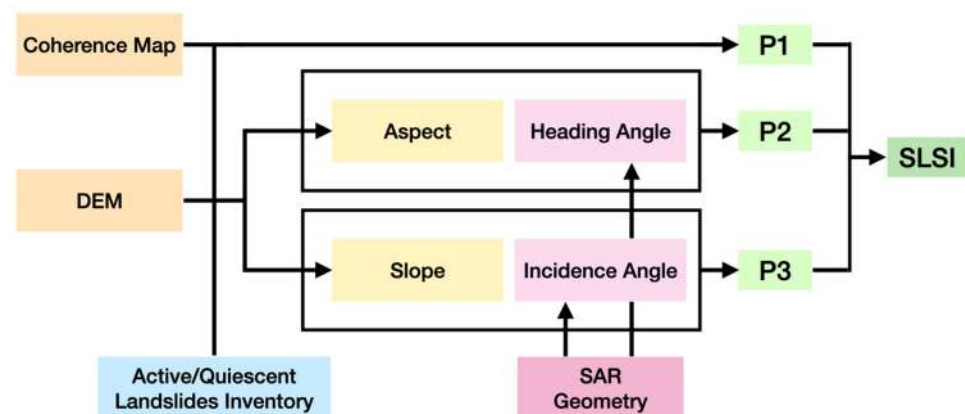 Coherence Map
P1
Aspect
Heading Angle
P2
SLSI
DEM
Slope
Incidence Angle
P3
Active/Quiescent
Landslides Inventory
SAR
Geometry